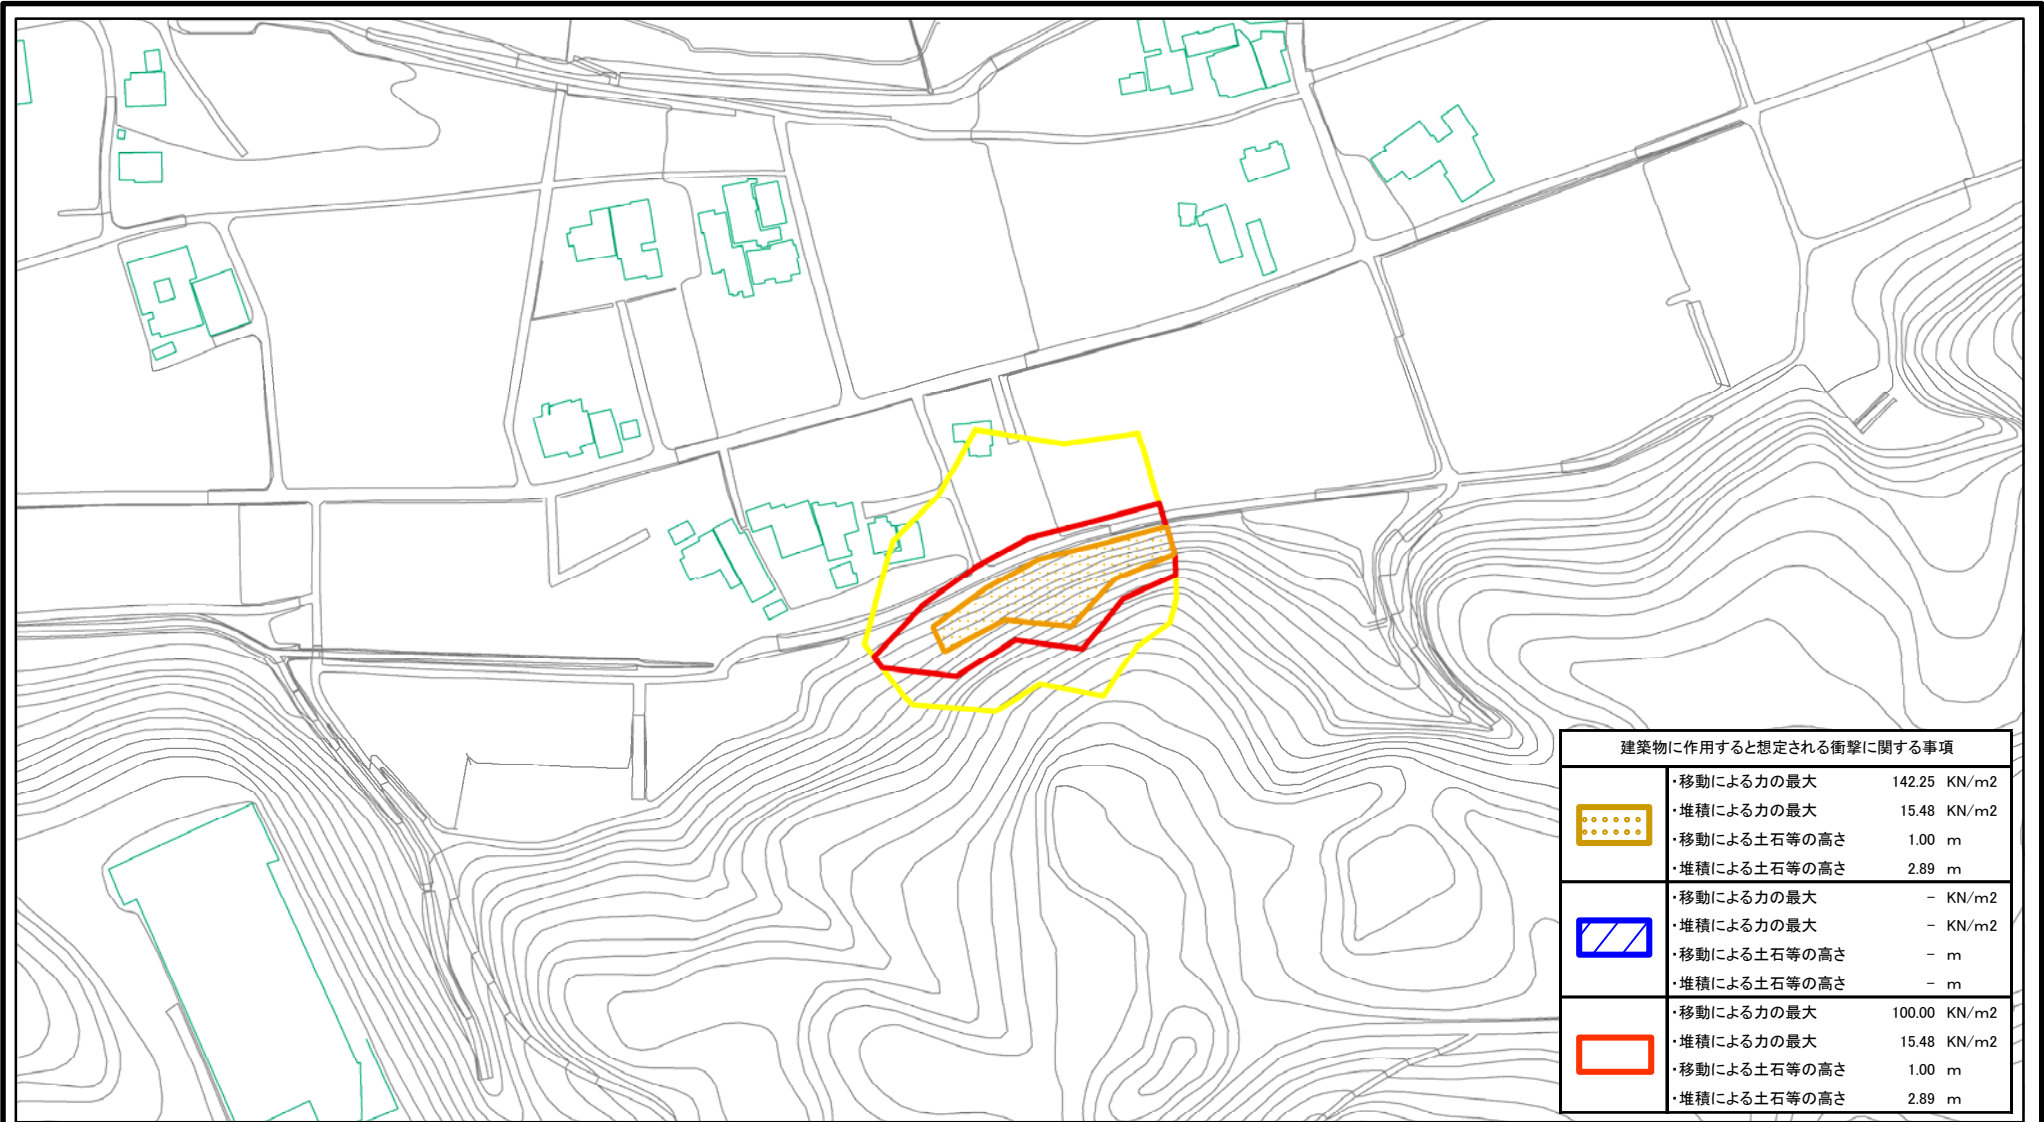 建築物に作用すると想定される衝撃に関する事項
・移動による力の最大 142.25 KN/m2
・堆積による力の最大 15.48 KN/m2
・移動による土石等の高さ 1.00 m
・堆積による土石等の高さ 2.89 m
・移動による力の最大 - KN/m2
・堆積による力の最大 - KN/m2
・移動による土石等の高さ - m
・堆積による土石等の高さ - m
・移動による力の最大 100.00 KN/m2
・堆積による力の最大 15.48 KN/m2
・移動による土石等の高さ 1.00 m
・堆積による土石等の高さ 2.89 m